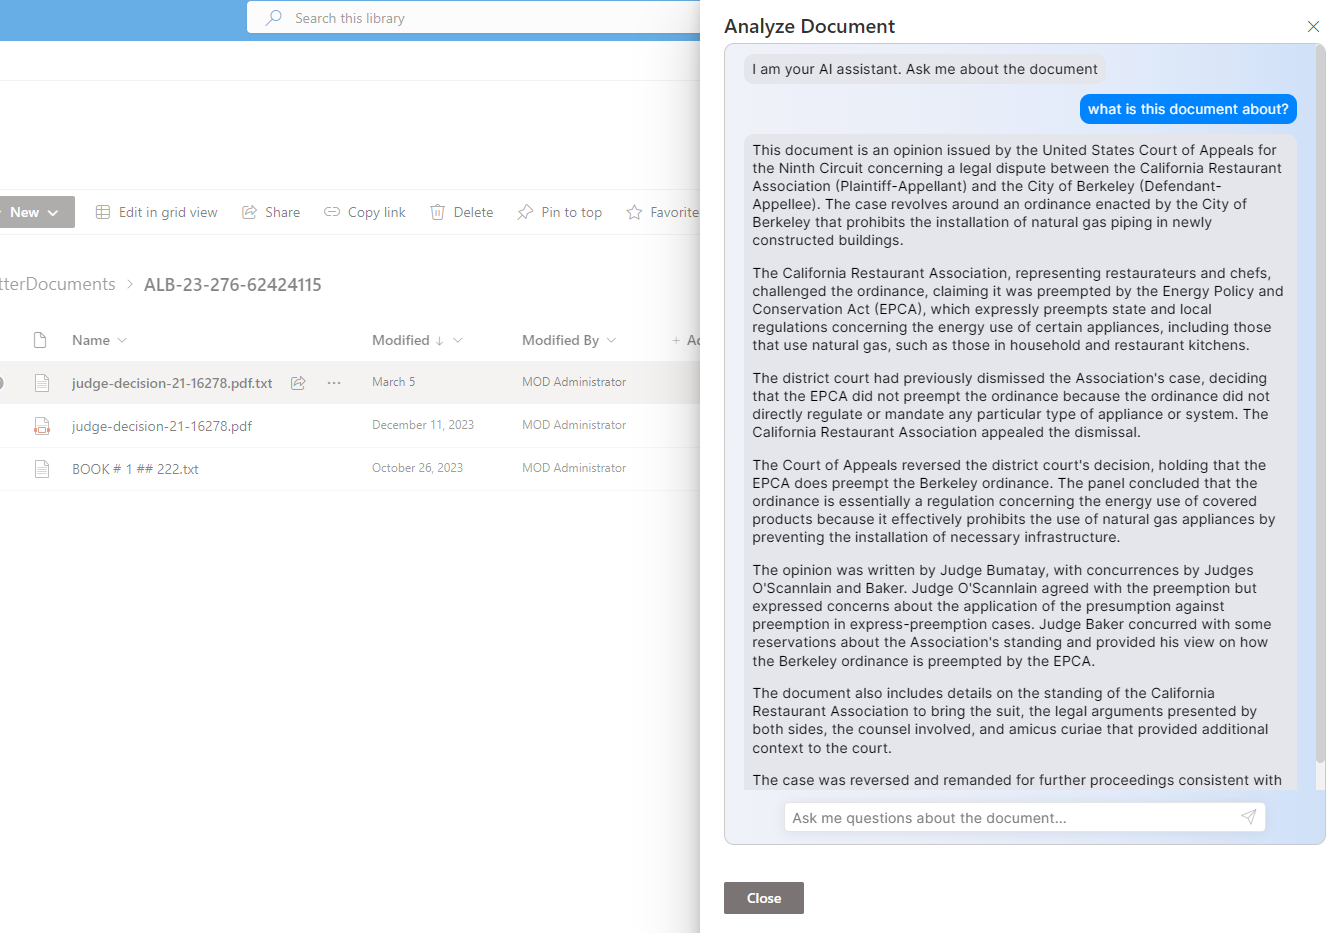 Search this library
New
Edit in grid view
Share
Copy link
Delete
Pin to top
Favorite
tterDocuments > ALB-23-276-62424115
Name Modified Modified By
judge-decision-21-16278.pdf.txt March 5 MOD Administrator
judge-decision-21-16278.pdf December 11, 2023 MOD Administrator
BOOK # 1 ## 222.txt October 26, 2023 MOD Administrator
Analyze Document
I am your AI assistant. Ask me about the document
what is this document about?
This document is an opinion issued by the United States Court of Appeals for
the Ninth Circuit concerning a legal dispute between the California Restaurant
Association (Plaintiff-Appellant) and the City of Berkeley (Defendant-
Appellee). The case revolves around an ordinance enacted by the City of
Berkeley that prohibits the installation of natural gas piping in newly
constructed buildings.
The California Restaurant Association, representing restaurateurs and chefs,
challenged the ordinance, claiming it was preempted by the Energy Policy and
Conservation Act (EPCA), which expressly preempts state and local
regulations concerning the energy use of certain appliances, including those
that use natural gas, such as those in household and restaurant kitchens.
The district court had previously dismissed the Association's case, deciding
that the EPCA did not preempt the ordinance because the ordinance did not
directly regulate or mandate any particular type of appliance or system. The
California Restaurant Association appealed the dismissal.
The Court of Appeals reversed the district court's decision, holding that the
EPCA does preempt the Berkeley ordinance. The panel concluded that the
ordinance is essentially a regulation concerning the energy use of covered
products because it effectively prohibits the use of natural gas appliances by
preventing the installation of necessary infrastructure.
The opinion was written by Judge Bumatay, with concurrences by Judges
O'Scannlain and Baker. Judge O'Scannlain agreed with the preemption but
expressed concerns about the application of the presumption against
preemption in express-preemption cases. Judge Baker concurred with some
reservations about the Association's standing and provided his view on how
the Berkeley ordinance is preempted by the EPCA.
The document also includes details on the standing of the California
Restaurant Association to bring the suit, the legal arguments presented by
both sides, the counsel involved, and amicus curiae that provided additional
context to the court.
The case was reversed and remanded for further proceedings consistent with
Ask me questions about the document...
Close